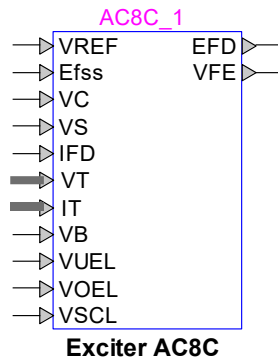 AC8C_1
VREF EFD
Efss VFE
VC
VS
IFD
VT
IT
VB
VUEL
VOEL
VSCL
Exciter AC8C